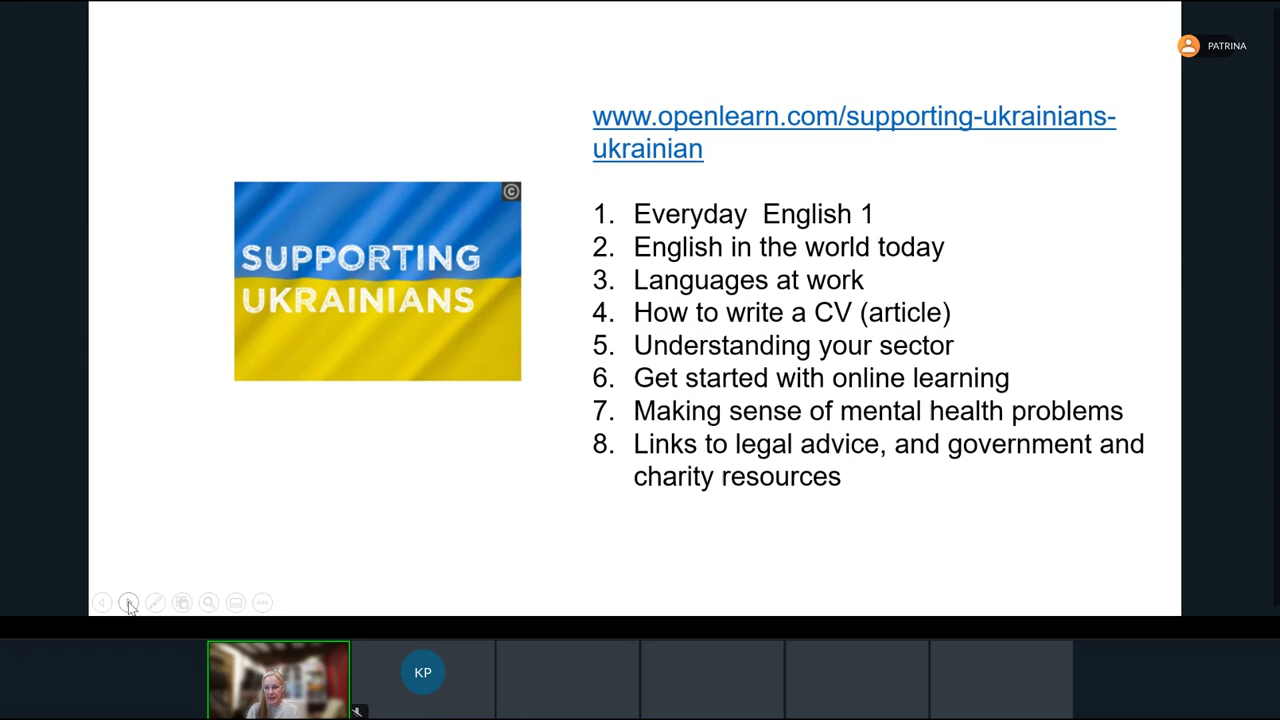 PATRINA
www.openlearn.com/supporting-ukrainians-
ukrainian
SUPPORTING
UKRAINIANS
©
1. Everyday English 1
2. English in the world today
3. Languages at work
4. How to write a CV (article)
5. Understanding your sector
6. Get started with online learning
7. Making sense of mental health problems
8. Links to legal advice, and government and
charity resources
KP